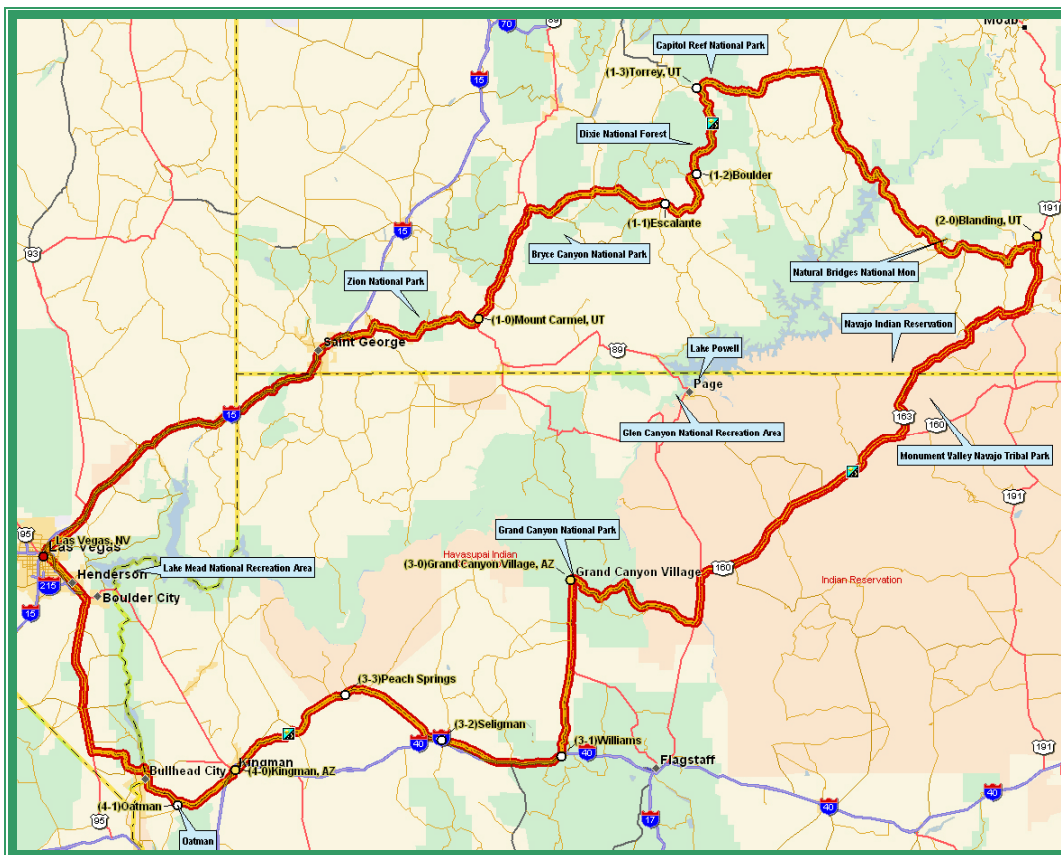 Moab
70
89
Capitol Reef National Park
15
(1-3)Torrey, UT
Dixie National Forest
(1-2)Boulder
191
(1-1)Escalante
(2-0)Blanding, UT
15
93
Bryce Canyon National Park
Natural Bridges National Mon
Zion National Park
(1-0)Mount Carmel, UT
Navajo Indian Reservation
Saint George
89
Lake Powell
Page
15
163
160
Glen Canyon National Recreation Area
Monument Valley Navajo Tribal Park
191
Grand Canyon National Park
95
Las Vegas, NV
Las Vegas
Havasupai Indian
(3-0)Grand Canyon Village, AZ
Grand Canyon Village
160
Lake Mead National Recreation Area
Henderson
215
Indian Reservation
Boulder City
15
(3-3)Peach Springs
(3-2)Seligman
40
(3-1)Williams
40
191
Kingman
Flagstaff
Bullhead City
(4-0)Kingman, AZ
(4-1)Oatman
40
40
95
17
Oatman